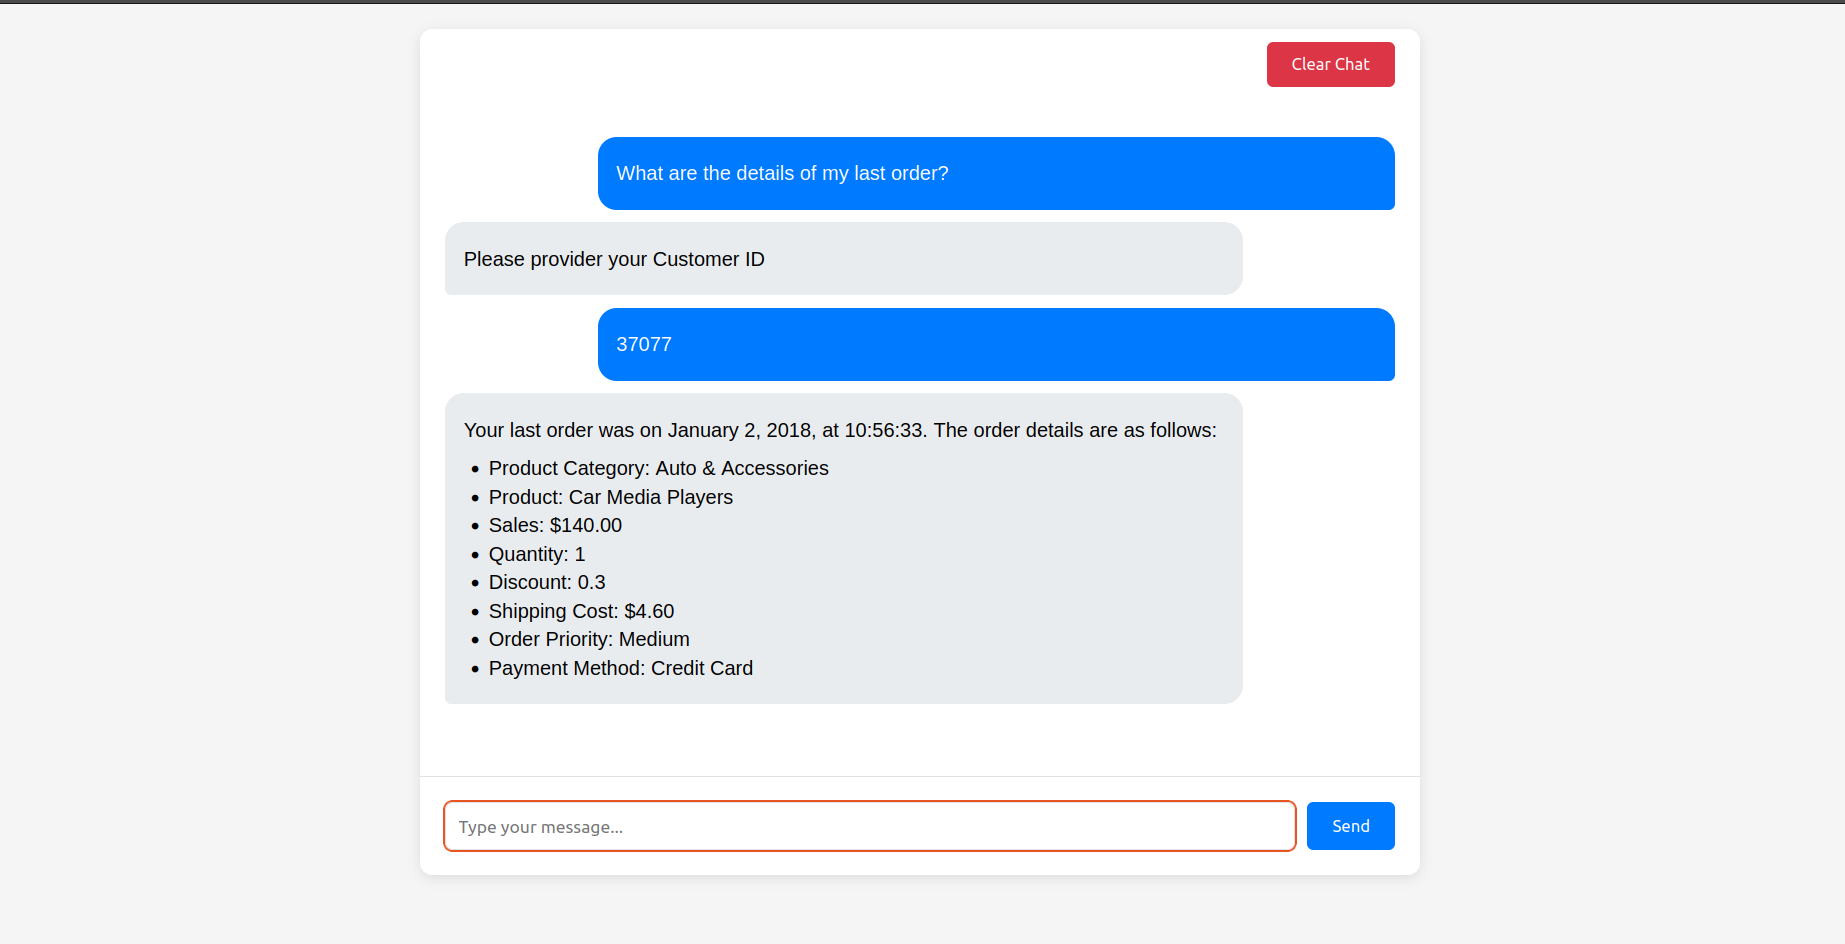 Clear Chat
What are the details of my last order?
Please provider your Customer ID
37077
Your last order was on January 2, 2018, at 10:56:33. The order details are as follows:
• Product Category: Auto & Accessories
• Product: Car Media Players
• Sales: $140.00
• Quantity: 1
• Discount: 0.3
• Shipping Cost: $4.60
• Order Priority: Medium
• Payment Method: Credit Card
Type your message...
Send